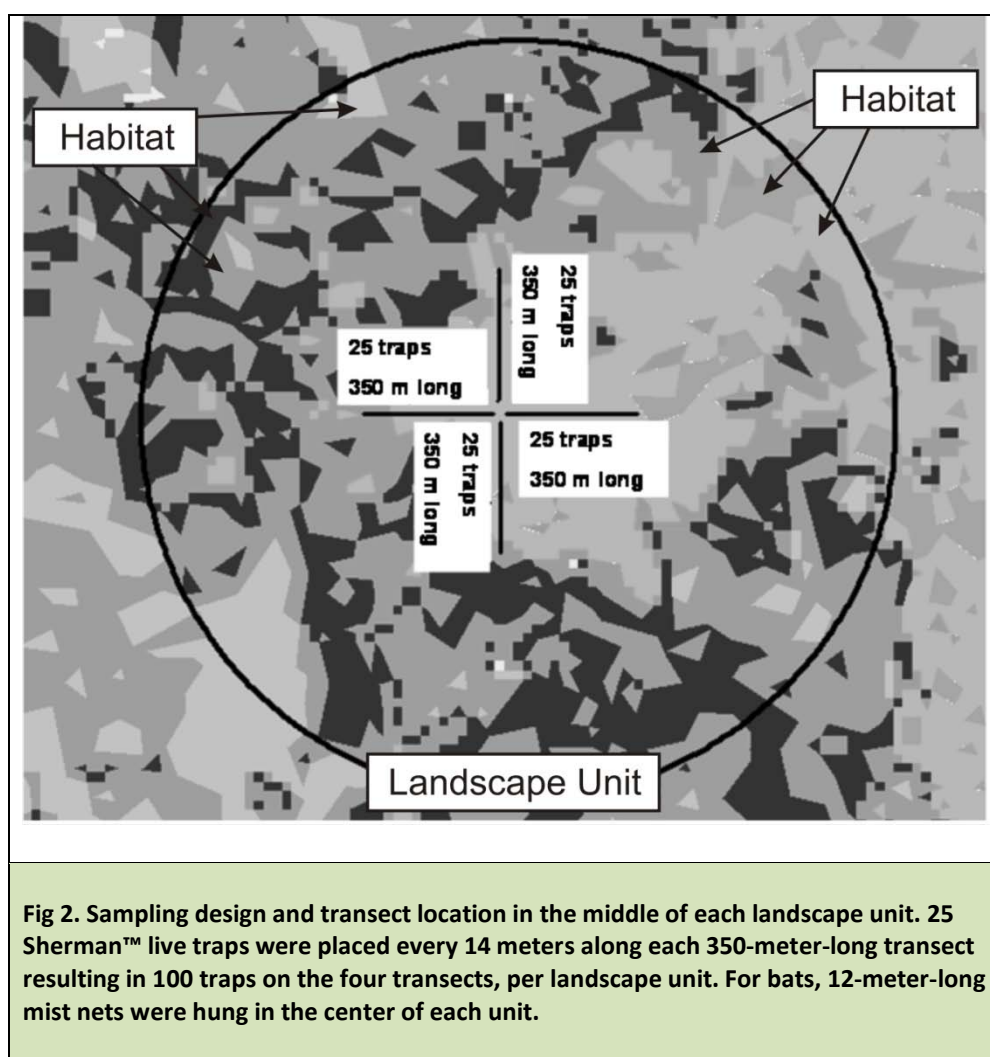 Habitat
Habitat
25 traps
350 m long
25 traps
350 m long
25 traps
350 m long
25 traps
350 m long
Landscape Unit
Fig 2. Sampling design and transect location in the middle of each landscape unit. 25
Sherman™ live traps were placed every 14 meters along each 350-meter-long transect
resulting in 100 traps on the four transects, per landscape unit. For bats, 12-meter-long
mist nets were hung in the center of each unit.